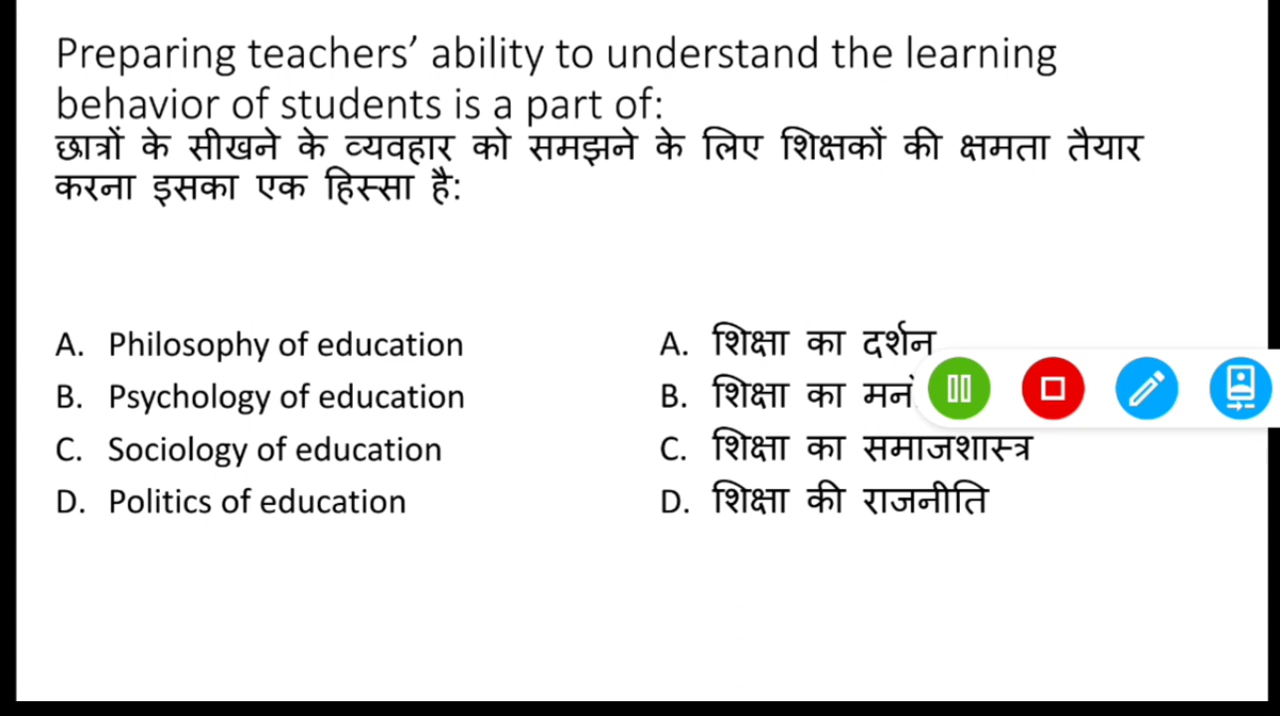 Preparing teachers’ ability to understand the learning
behavior of students is a part of:
छात्रों के सीखने के व्यवहार को समझने के लिए शिक्षकों की क्षमता तैयार
करना इसका एक हिस्सा है:
A. Philosophy of education
B. Psychology of education
C. Sociology of education
D. Politics of education
A. शिक्षा का दर्शन
B. शिक्षा का
C. शिक्षा का समाजशास्त्र
D. शिक्षा की राजनीति